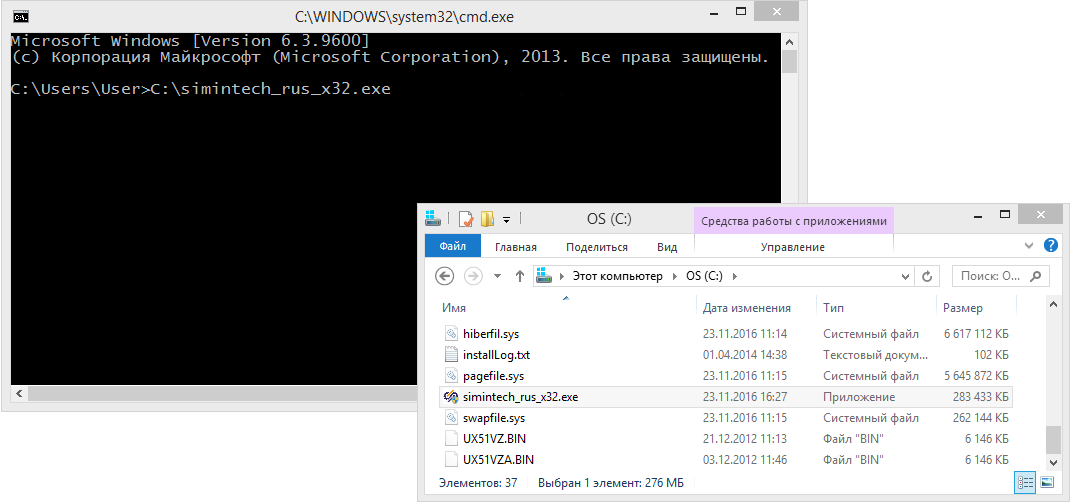 C:\WINDOWS\system32\cmd.exe
Microsoft Windows [Version 6.3.9600]
(c) Корпорация Майкрософт (Microsoft Corporation), 2013. Все права защищены.
C:\Users\User>C:\simintech_rus_x32.exe
OS (C:) Средства работы с приложениями
Файл Главная Поделиться Вид Управление
Этот компьютер OS (C:) Поиск: O...
Имя Дата изменения Тип Размер
hiberfil.sys 23.11.2016 11:14 Системный файл 6 617 112 КБ
installLog.txt 01.04.2014 14:38 Текстовый докум... 102 КБ
pagefile.sys 23.11.2016 11:15 Системный файл 5 645 872 КБ
simintech_rus_x32.exe 23.11.2016 16:27 Приложение 283 433 КБ
swapfile.sys 23.11.2016 11:15 Системный файл 262 144 КБ
UX51VZ.BIN 21.12.2012 11:13 Файл "BIN" 6 146 КБ
UX51VZA.BIN 03.12.2012 11:46 Файл "BIN" 6 146 КБ
Элементов: 37 Выбран 1 элемент: 276 МБ